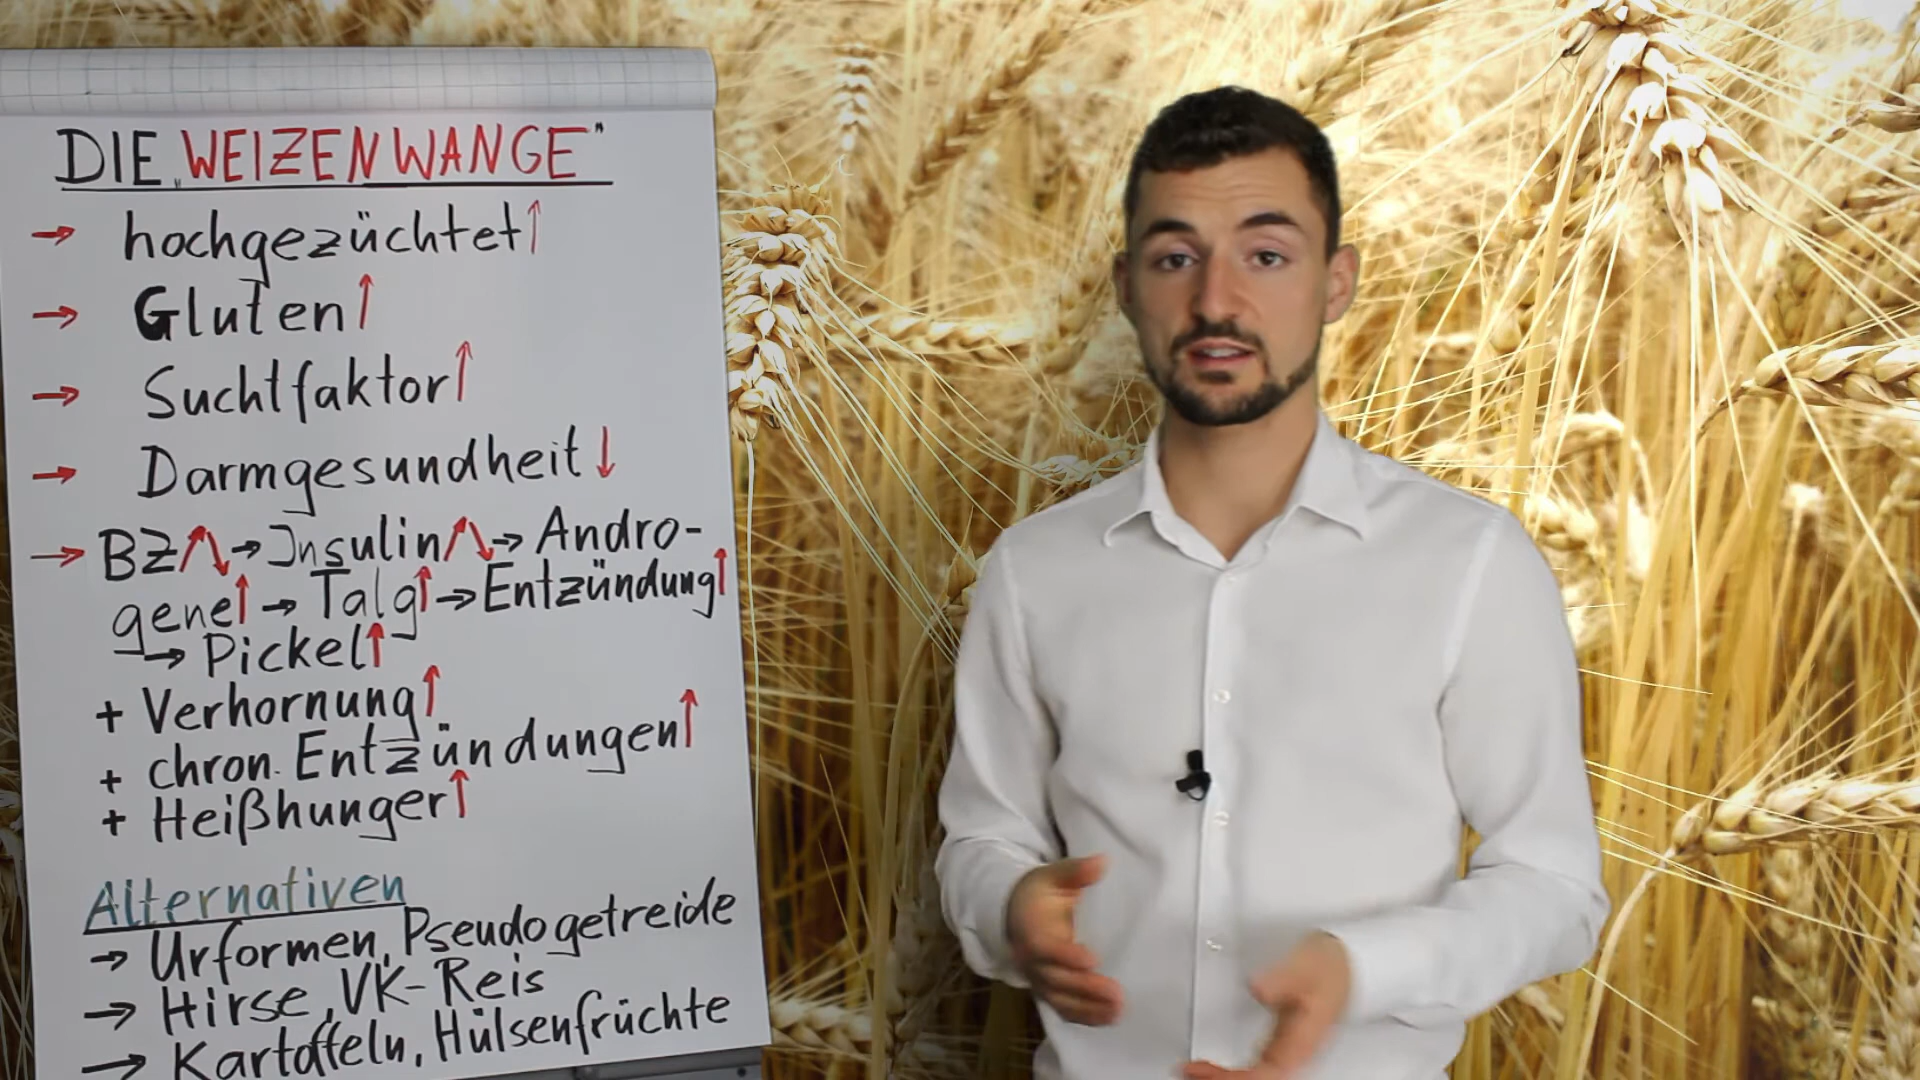 DIE „WEIZENWANGE"
→ hochgezüchtet ↑
→ Gluten ↑
→ Suchtfaktor ↑
→ Darmgesundheit ↓
→ BZ ↑↓ → Insulin ↑↓ → Andro-
gene ↑ → Talg ↑ → Entzündung ↑
→ Pickel ↑
+ Verhornung ↑
+ chron. Entzündungen ↑
+ Heißhunger ↑
Alternativen
→ Urformen, Pseudogetreide
→ Hirse, VK-Reis
→ Kartoffeln, Hülsenfrüchte